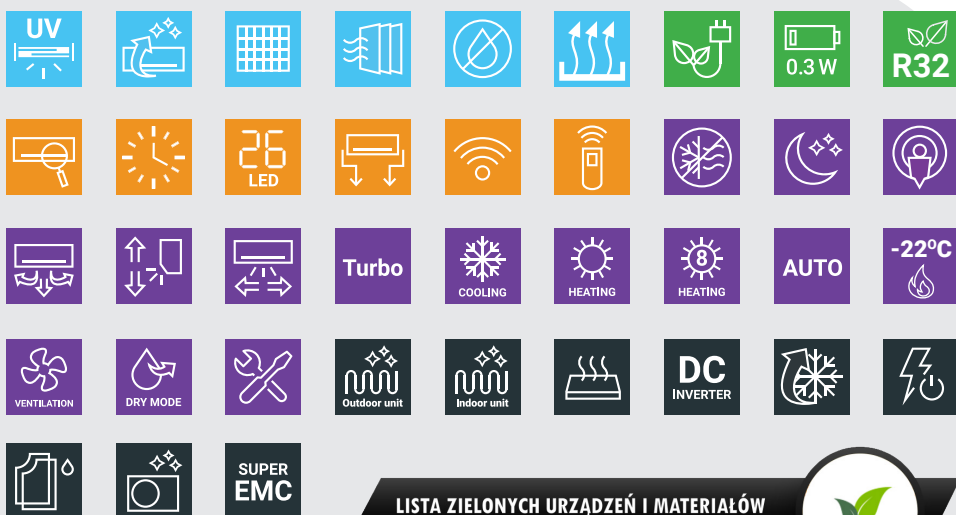 UV
0.3 W
R32
26
LED
Turbo
COOLING
HEATING
8
HEATING
AUTO
-22ºC
VENTILATION
DRY MODE
Outdoor unit
Indoor unit
DC
INVERTER
SUPER
EMC
LISTA ZIELONYCH URZĄDZEŃ I MATERIAŁÓW